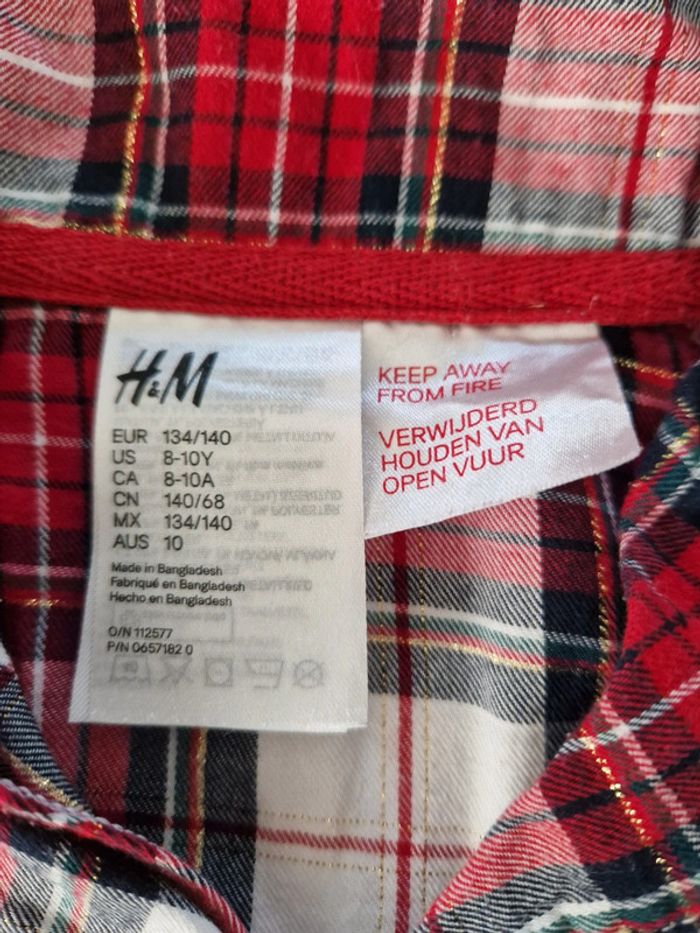 H&M
EUR 134/140
US 8-10Y
CA 8-10A
CN 140/68
MX 134/140
AUS 10
Made in Bangladesh
Fabriqué en Bangladesh
Hecho en Bangladesh
O/N 112577
P/N 0657182 0
KEEP AWAY
FROM FIRE
VERWIJDERD
HOUDEN VAN
OPEN VUUR